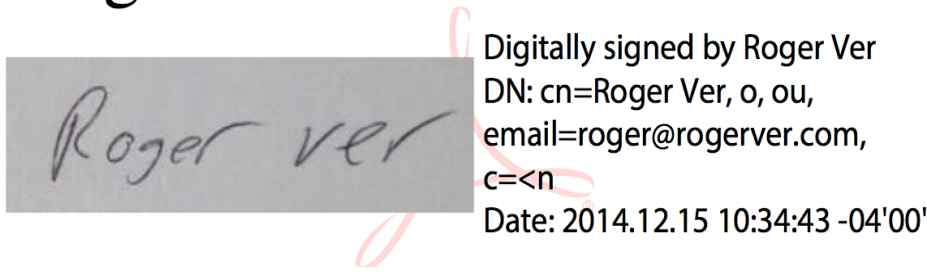 Roger ver
Digitally signed by Roger Ver
DN: cn=Roger Ver, o, ou,
email=roger@rogerver.com,
c=<n
Date: 2014.12.15 10:34:43 -04'00'